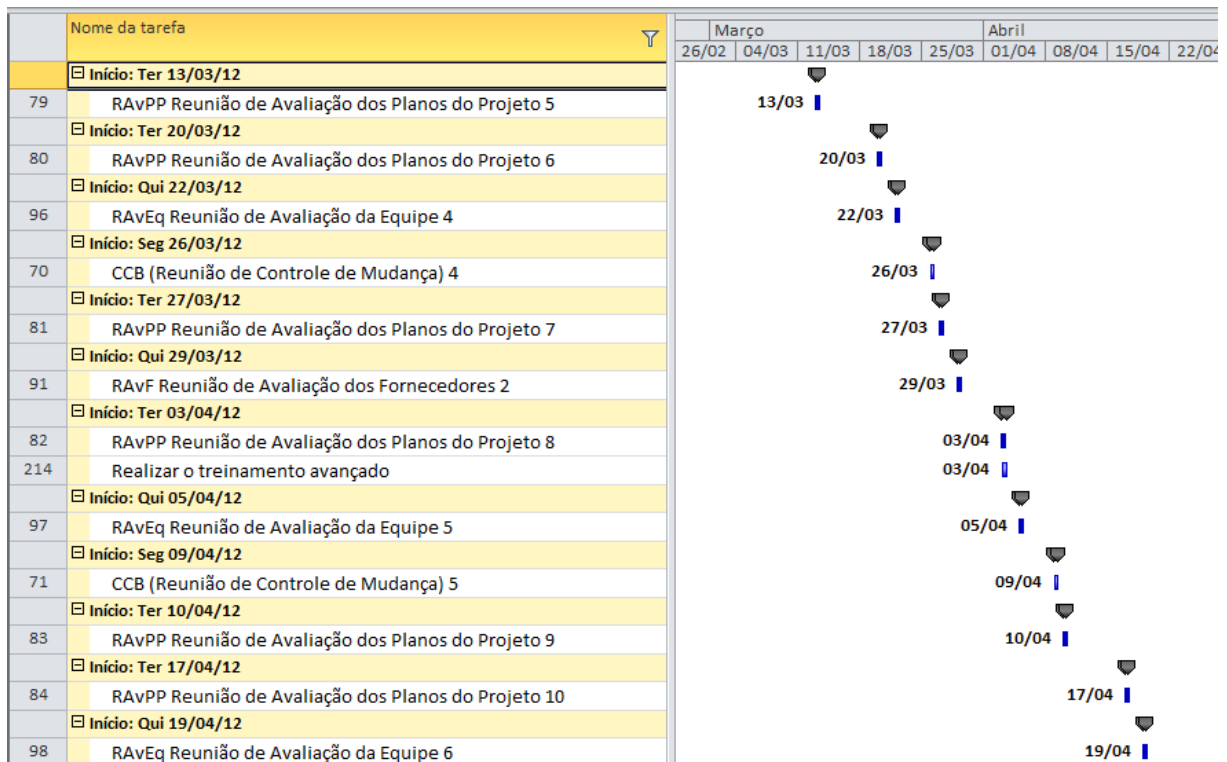 Nome da tarefa
Março Abril
26/02 04/03 11/03 18/03 25/03 01/04 08/04 15/04 22/04
Início: Ter 13/03/12
79 RAvPP Reunião de Avaliação dos Planos do Projeto 5 13/03
Início: Ter 20/03/12
80 RAvPP Reunião de Avaliação dos Planos do Projeto 6 20/03
Início: Qui 22/03/12
96 RAvEq Reunião de Avaliação da Equipe 4 22/03
Início: Seg 26/03/12
70 CCB (Reunião de Controle de Mudança) 4 26/03
Início: Ter 27/03/12
81 RAvPP Reunião de Avaliação dos Planos do Projeto 7 27/03
Início: Qui 29/03/12
91 RAvF Reunião de Avaliação dos Fornecedores 2 29/03
Início: Ter 03/04/12
82 RAvPP Reunião de Avaliação dos Planos do Projeto 8 03/04
214 Realizar o treinamento avançado 03/04
Início: Qui 05/04/12
97 RAvEq Reunião de Avaliação da Equipe 5 05/04
Início: Seg 09/04/12
71 CCB (Reunião de Controle de Mudança) 5 09/04
Início: Ter 10/04/12
83 RAvPP Reunião de Avaliação dos Planos do Projeto 9 10/04
Início: Ter 17/04/12
84 RAvPP Reunião de Avaliação dos Planos do Projeto 10 17/04
Início: Qui 19/04/12
98 RAvEq Reunião de Avaliação da Equipe 6 19/04